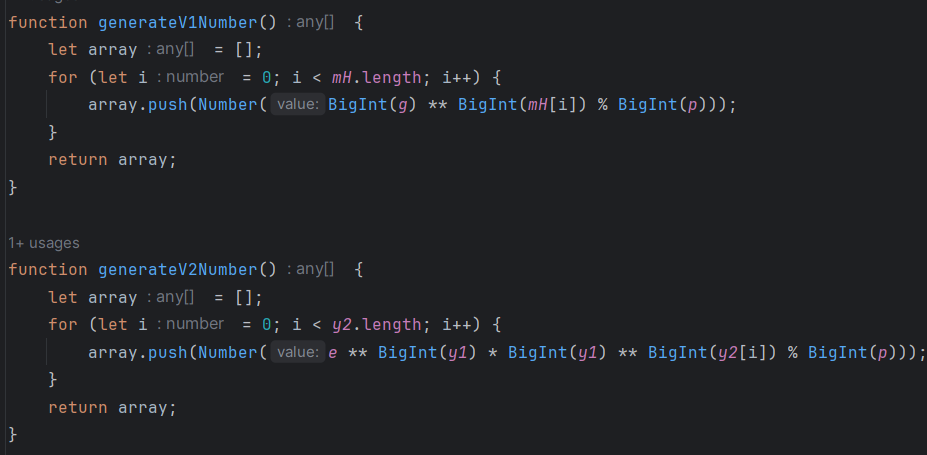 function generateV1Number() : any[] {
    let array : any[] = [];
    for (let i : number = 0; i < mH.length; i++) {
        array.push(Number( value: BigInt(g) ** BigInt(mH[i]) % BigInt(p)));
    }
    return array;
}
1+ usages
function generateV2Number() : any[] {
    let array : any[] = [];
    for (let i : number = 0; i < y2.length; i++) {
        array.push(Number( value: e ** BigInt(y1) * BigInt(y1) ** BigInt(y2[i]) % BigInt(p)));
    }
    return array;
}